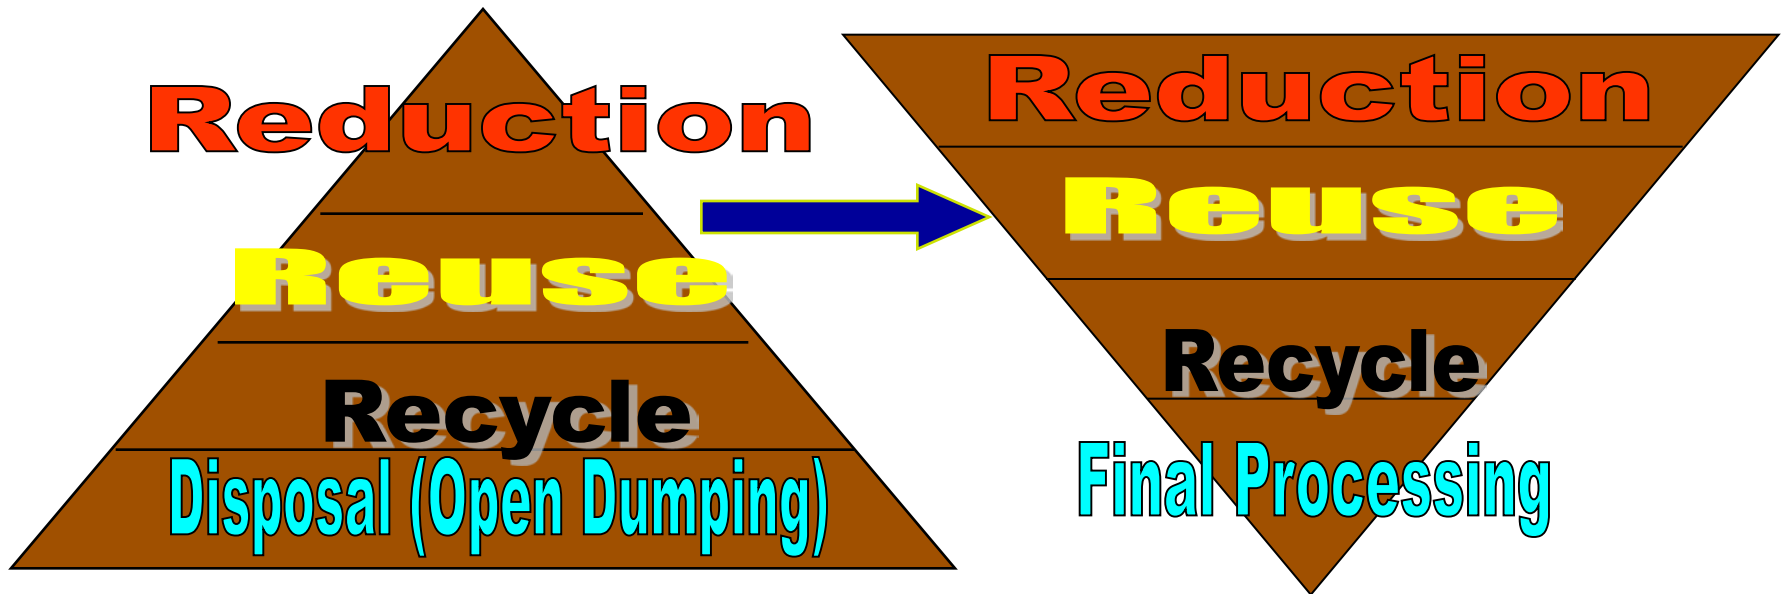 Reduction
Reuse
Recycle
Disposal (Open Dumping)
Reduction
Reuse
Recycle
Final Processing